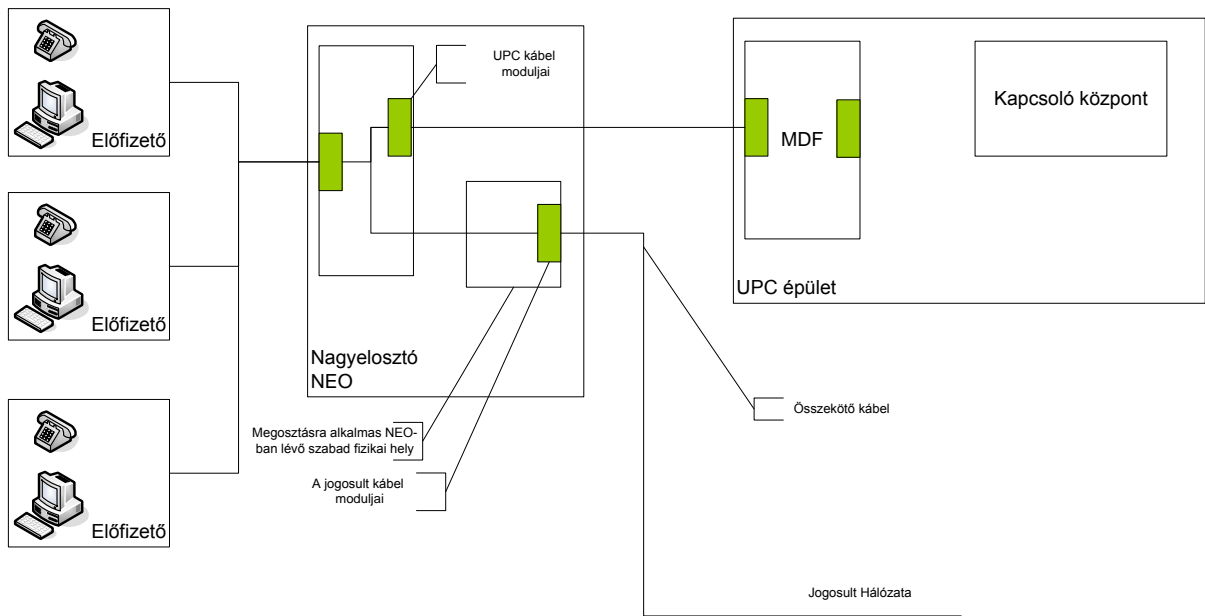 Előfizető
Előfizető
Előfizető
UPC kábel
moduljai
Nagyelosztó
NEO
Megosztásra alkalmas NEO-
ban lévő szabad fizikai hely
A jogosult kábel
moduljai
MDF
Kapcsoló központ
UPC épület
Összekötő kábel
Jogosult Hálózata